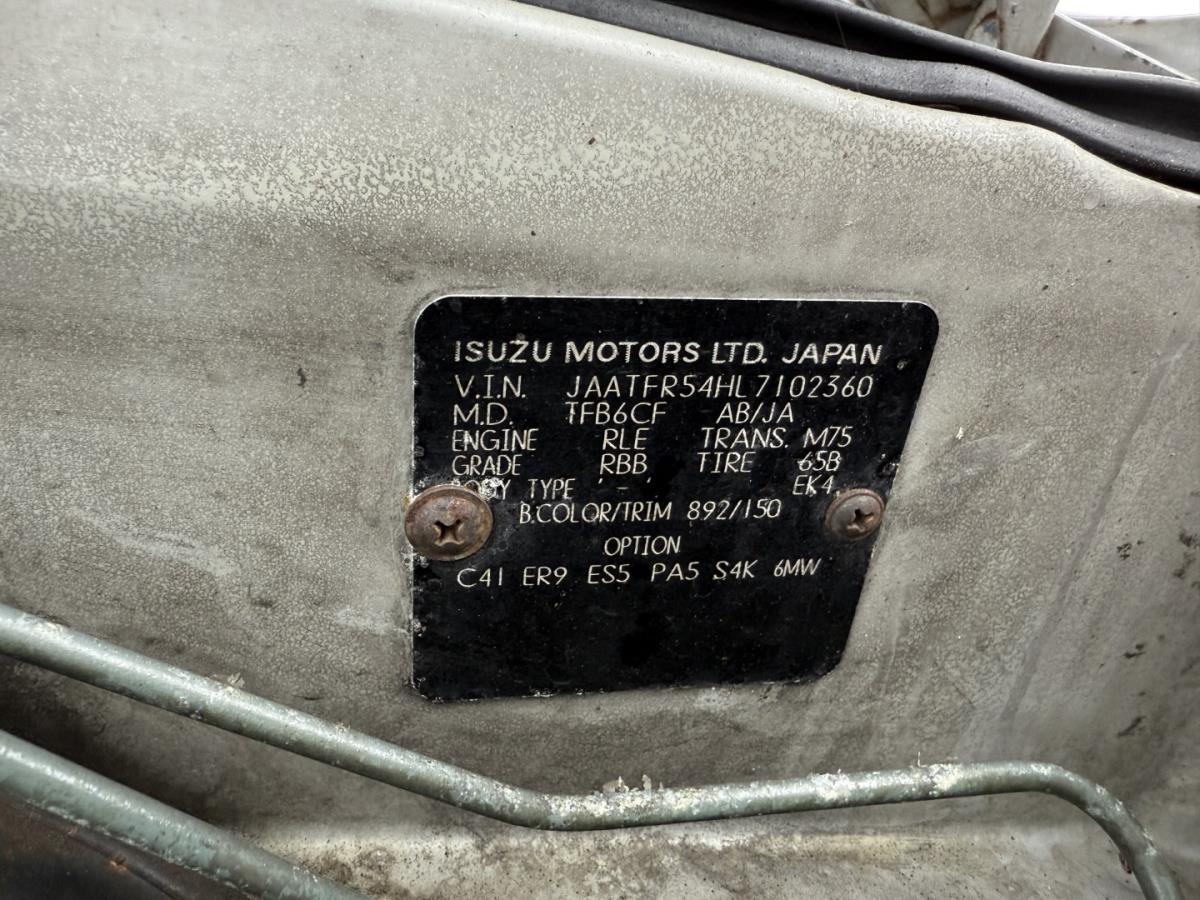 ISUZU MOTORS LTD. JAPAN
V.I.N. JAATFR54HL7102360
M.D. TFB6CF AB/JA
ENGINE RLE TRANS. M75
GRADE RBB TIRE 65B
TYPE '-' EK4
B.COLOR/TRIM 892/150
OPTION
C41 ER9 ES5 PA5 S4K 6MW